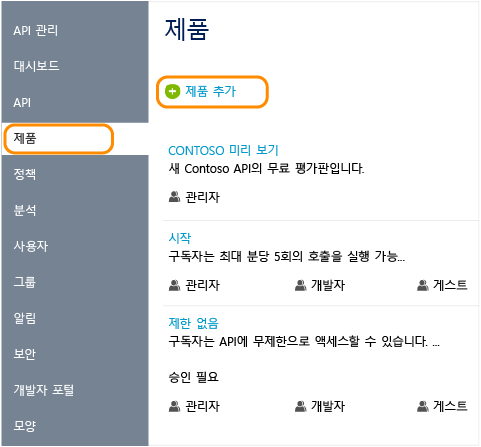 API 관리
대시보드
API
제품
정책
분석
사용자
그룹
알림
보안
개발자 포털
모양
제품
제품 추가
CONTOSO 미리 보기
새 Contoso API의 무료 평가판입니다.
관리자
시작
구독자는 최대 분당 5회의 호출을 실행 가능...
관리자 개발자 게스트
제한 없음
구독자는 API에 무제한으로 액세스할 수 있습니다. ...
승인 필요
관리자 개발자 게스트